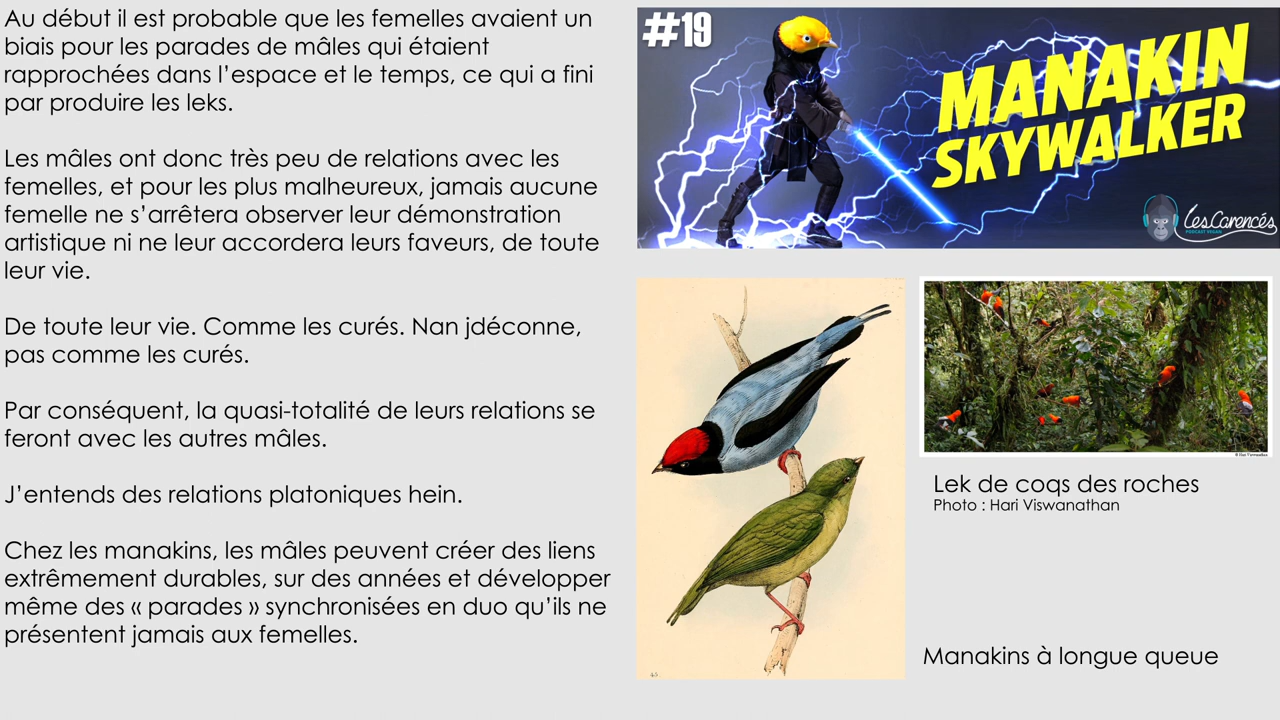 Au début il est probable que les femelles avaient un
biais pour les parades de mâles qui étaient
rapprochées dans l’espace et le temps, ce qui a fini
par produire les leks.
Les mâles ont donc très peu de relations avec les
femelles, et pour les plus malheureux, jamais aucune
femelle ne s’arrêtera observer leur démonstration
artistique ni ne leur accordera leurs faveurs, de toute
leur vie.
De toute leur vie. Comme les curés. Nan jdéconne,
pas comme les curés.
Par conséquent, la quasi-totalité de leurs relations se
feront avec les autres mâles.
J’entends des relations platoniques hein.
Chez les manakins, les mâles peuvent créer des liens
extrêmement durables, sur des années et développer
même des « parades » synchronisées en duo qu’ils ne
présentent jamais aux femelles.
#19
MANAKIN
SKYWALKER
Les Carencés
PODCAST VEGAN
© Hari Viswanathan
Lek de coqs des roches
Photo : Hari Viswanathan
45.
Manakins à longue queue